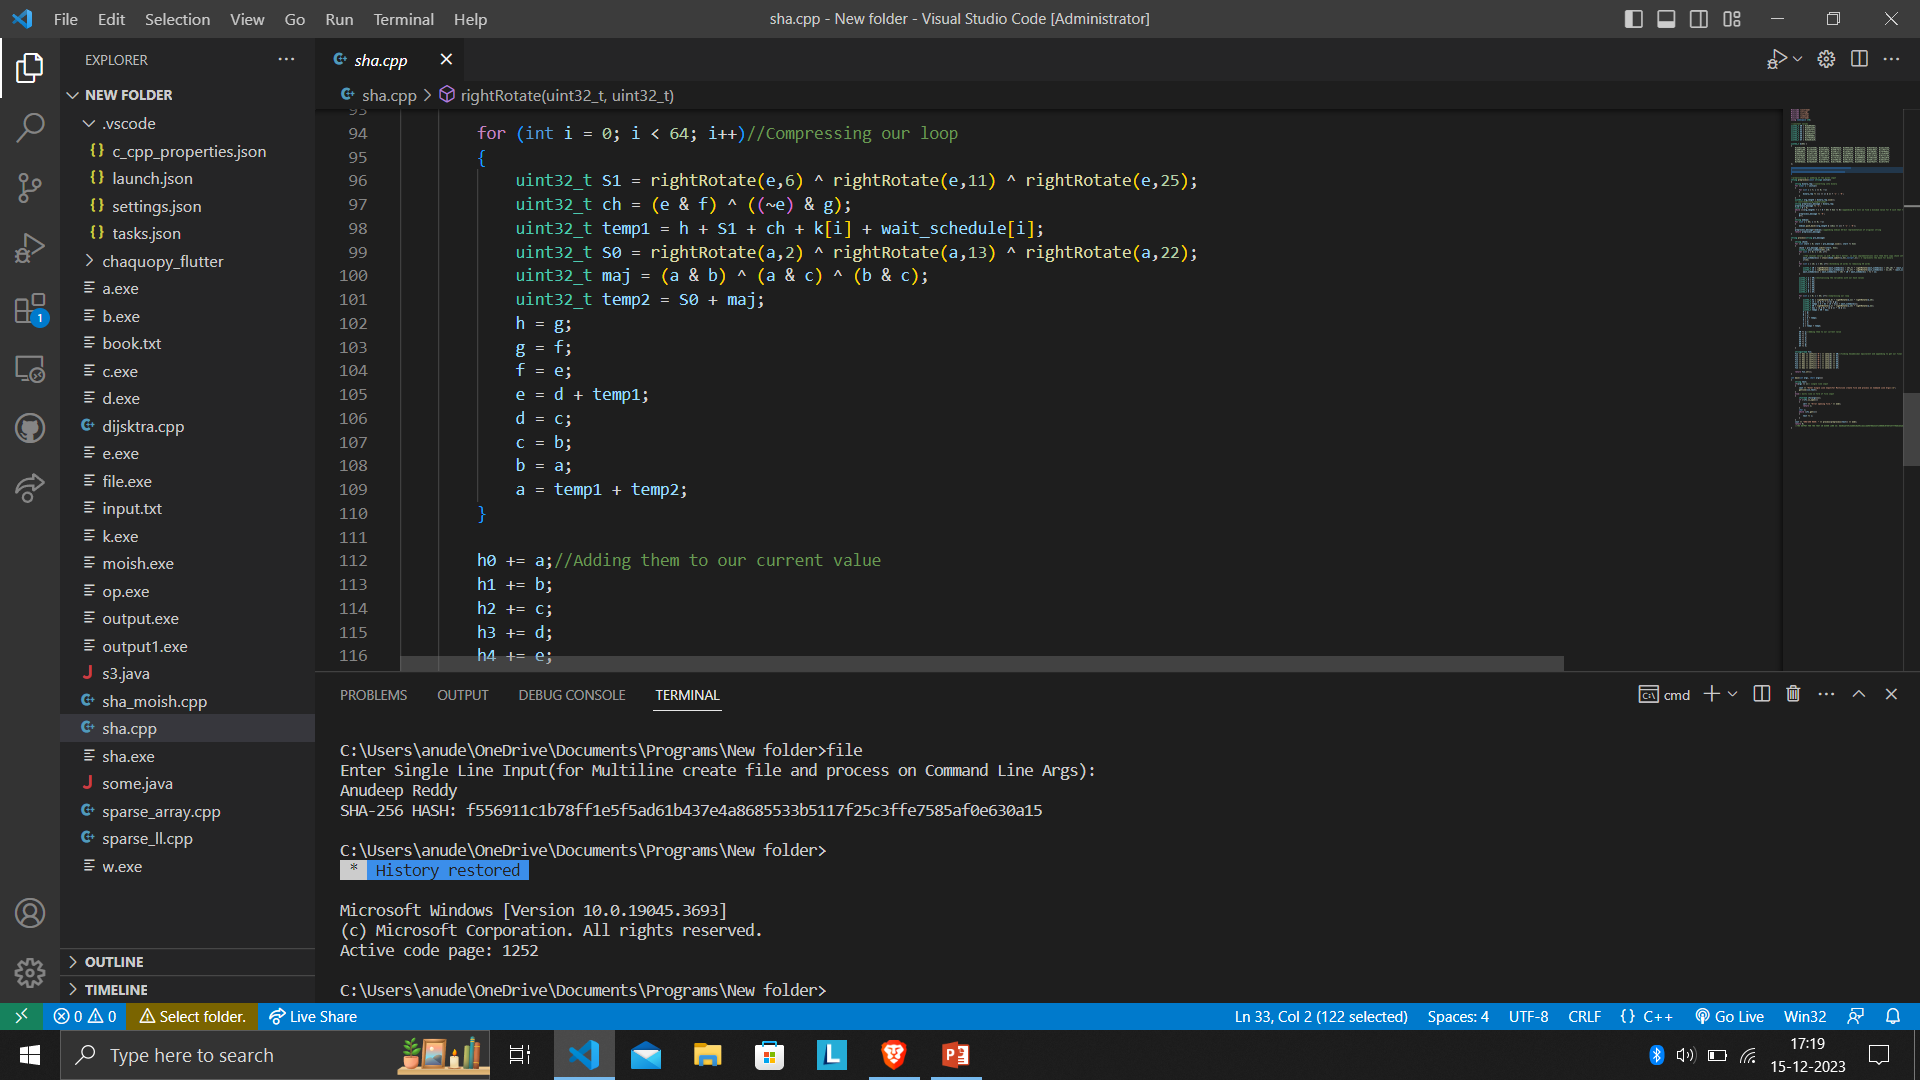 File Edit Selection View Go Run Terminal Help
sha.cpp - New folder - Visual Studio Code [Administrator]
EXPLORER
NEW FOLDER
.vscode
c_cpp_properties.json
launch.json
settings.json
tasks.json
chaquopy_flutter
a.exe
b.exe
book.txt
c.exe
d.exe
dijsktra.cpp
e.exe
file.exe
input.txt
k.exe
moish.exe
op.exe
output.exe
output1.exe
s3.java
sha_moish.cpp
sha.cpp
sha.exe
some.java
sparse_array.cpp
sparse_ll.cpp
w.exe
OUTLINE
TIMELINE
1
sha.cpp
sha.cpp > rightRotate(uint32_t, uint32_t)
93
94 for (int i = 0; i < 64; i++)//Compressing our loop
95 {
96 uint32_t S1 = rightRotate(e,6) ^ rightRotate(e,11) ^ rightRotate(e,25);
97 uint32_t ch = (e & f) ^ ((~e) & g);
98 uint32_t temp1 = h + S1 + ch + k[i] + wait_schedule[i];
99 uint32_t S0 = rightRotate(a,2) ^ rightRotate(a,13) ^ rightRotate(a,22);
100 uint32_t maj = (a & b) ^ (a & c) ^ (b & c);
101 uint32_t temp2 = S0 + maj;
102 h = g;
103 g = f;
104 f = e;
105 e = d + temp1;
106 d = c;
107 c = b;
108 b = a;
109 a = temp1 + temp2;
110 }
111
112 h0 += a;//Adding them to our current value
113 h1 += b;
114 h2 += c;
115 h3 += d;
116 h4 += e;
PROBLEMS OUTPUT DEBUG CONSOLE TERMINAL
cmd
C:\Users\anude\OneDrive\Documents\Programs\New folder>file
Enter Single Line Input(for Multiline create file and process on Command Line Args):
Anudeep Reddy
SHA-256 HASH: f556911c1b78ff1e5f5ad61b437e4a8685533b5117f25c3ffe7585af0e630a15
C:\Users\anude\OneDrive\Documents\Programs\New folder>
* History restored
Microsoft Windows [Version 10.0.19045.3693]
(c) Microsoft Corporation. All rights reserved.
Active code page: 1252
C:\Users\anude\OneDrive\Documents\Programs\New folder>
0 0 Select folder. Live Share
Ln 33, Col 2 (122 selected) Spaces: 4 UTF-8 CRLF {} C++ Go Live Win32
Type here to search
L
P
17:19
15-12-2023